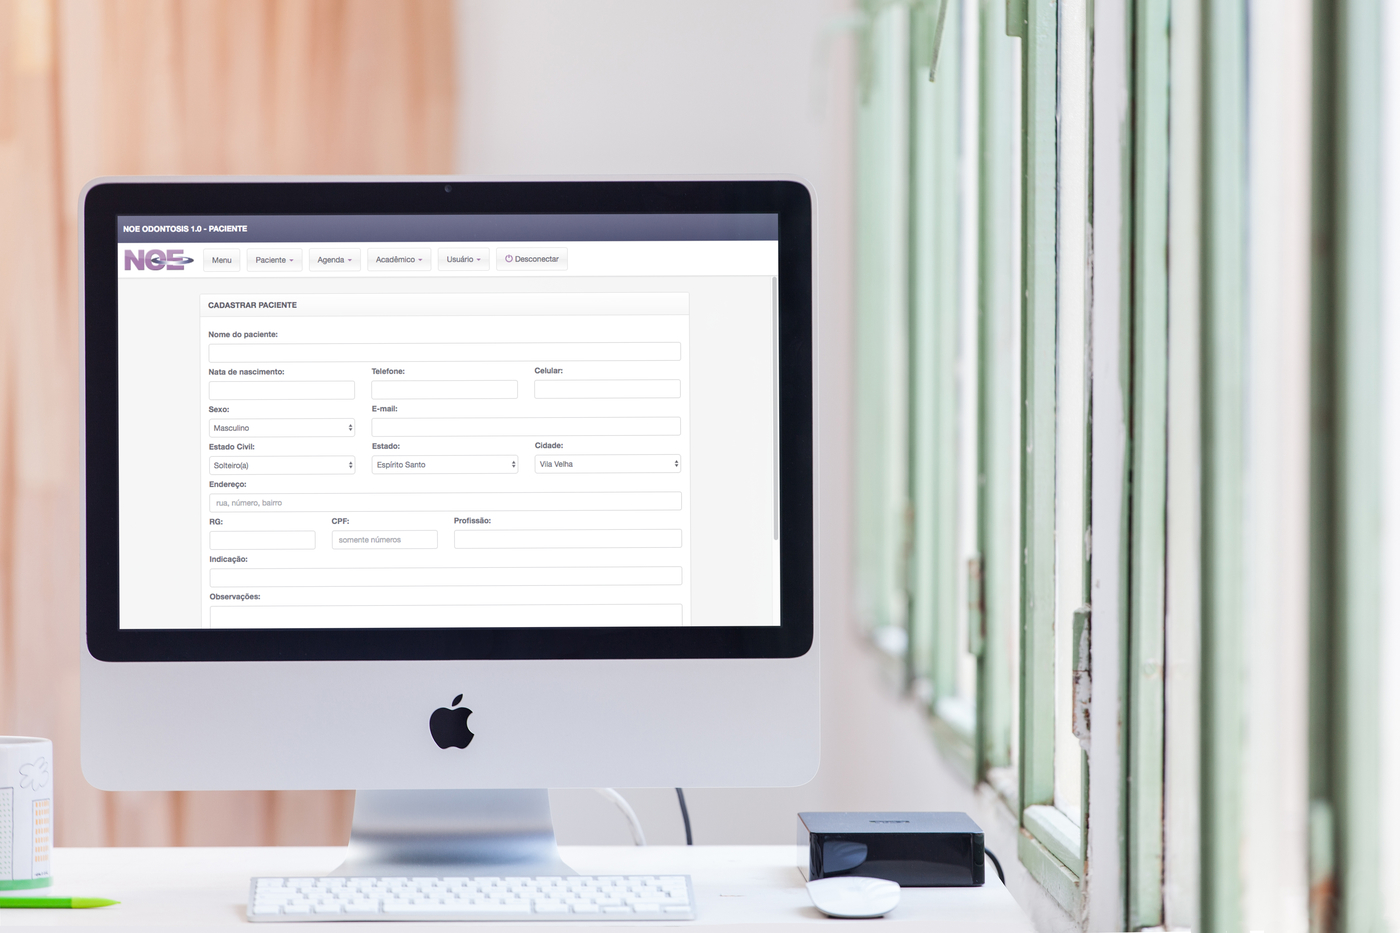 NOE ODONTOSIS 1.0 - PACIENTE
NOE Menu Paciente Agenda Acadêmico Usuário Desconectar
CADASTRAR PACIENTE
Nome do paciente:
Nata de nascimento: Telefone: Celular:
Sexo: E-mail:
Masculino
Estado Civil: Estado: Cidade:
Solteiro(a) Espírito Santo Vila Velha
Endereço:
rua, número, bairro
RG: CPF: Profissão:
somente números
Indicação:
Observações: